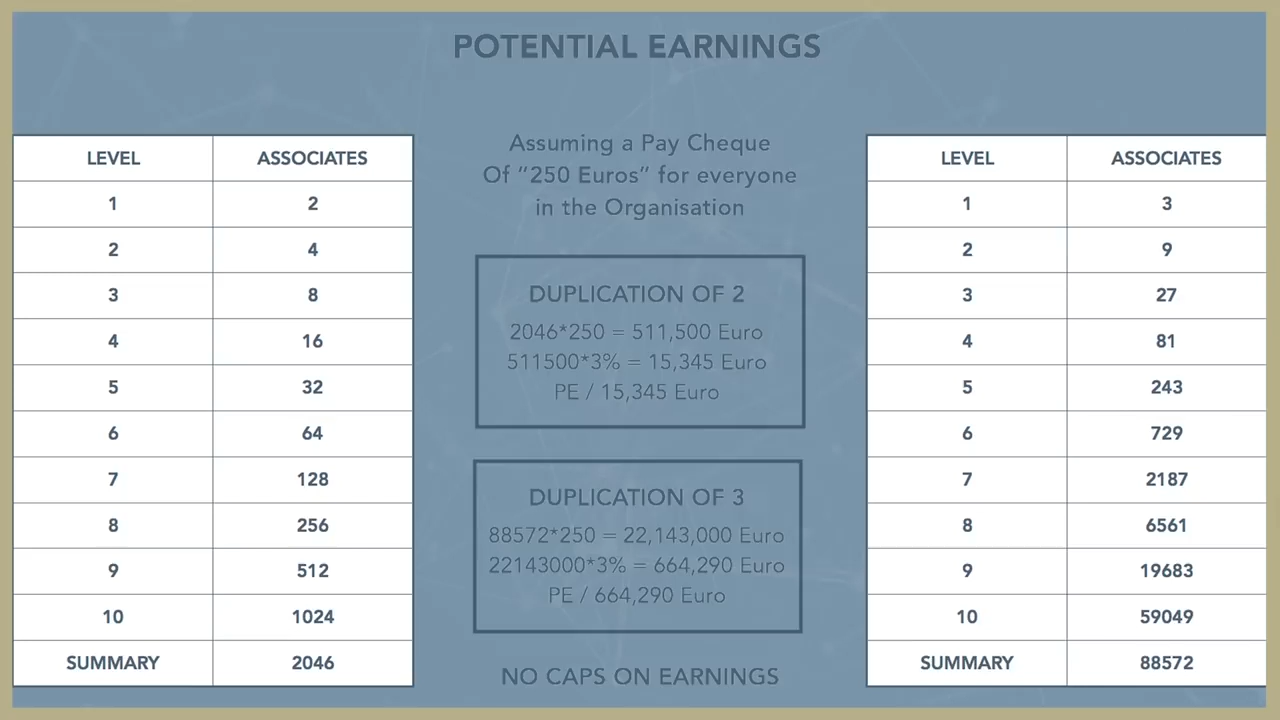 POTENTIAL EARNINGS
LEVEL ASSOCIATES
1 2
2 4
3 8
4 16
5 32
6 64
7 128
8 256
9 512
10 1024
SUMMARY 2046
Assuming a Pay Cheque
Of “250 Euros” for everyone
in the Organisation
DUPLICATION OF 2
2046*250 = 511,500 Euro
511500*3% = 15,345 Euro
PE / 15,345 Euro
DUPLICATION OF 3
88572*250 = 22,143,000 Euro
22143000*3% = 664,290 Euro
PE / 664,290 Euro
NO CAPS ON EARNINGS
LEVEL ASSOCIATES
1 3
2 9
3 27
4 81
5 243
6 729
7 2187
8 6561
9 19683
10 59049
SUMMARY 88572